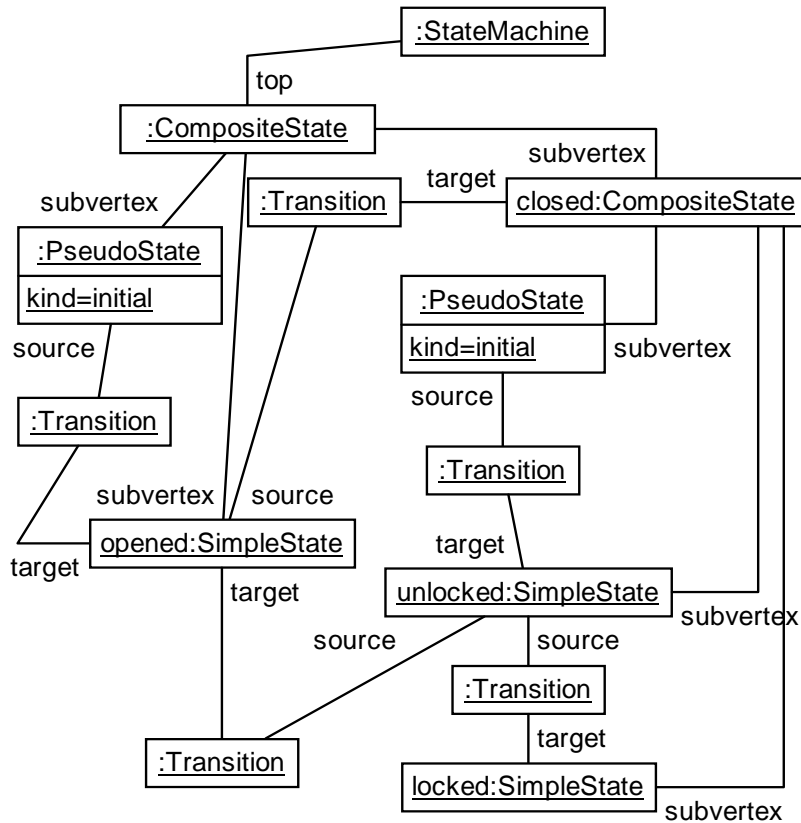 :StateMachine
top
:CompositeState
subvertex
target
subvertex
:Transition
closed:CompositeState
:PseudoState
kind=initial
:PseudoState
kind=initial
subvertex
source
source
:Transition
:Transition
subvertex
source
opened:SimpleState
target
target
target
unlocked:SimpleState
subvertex
source
source
:Transition
target
:Transition
locked:SimpleState
subvertex